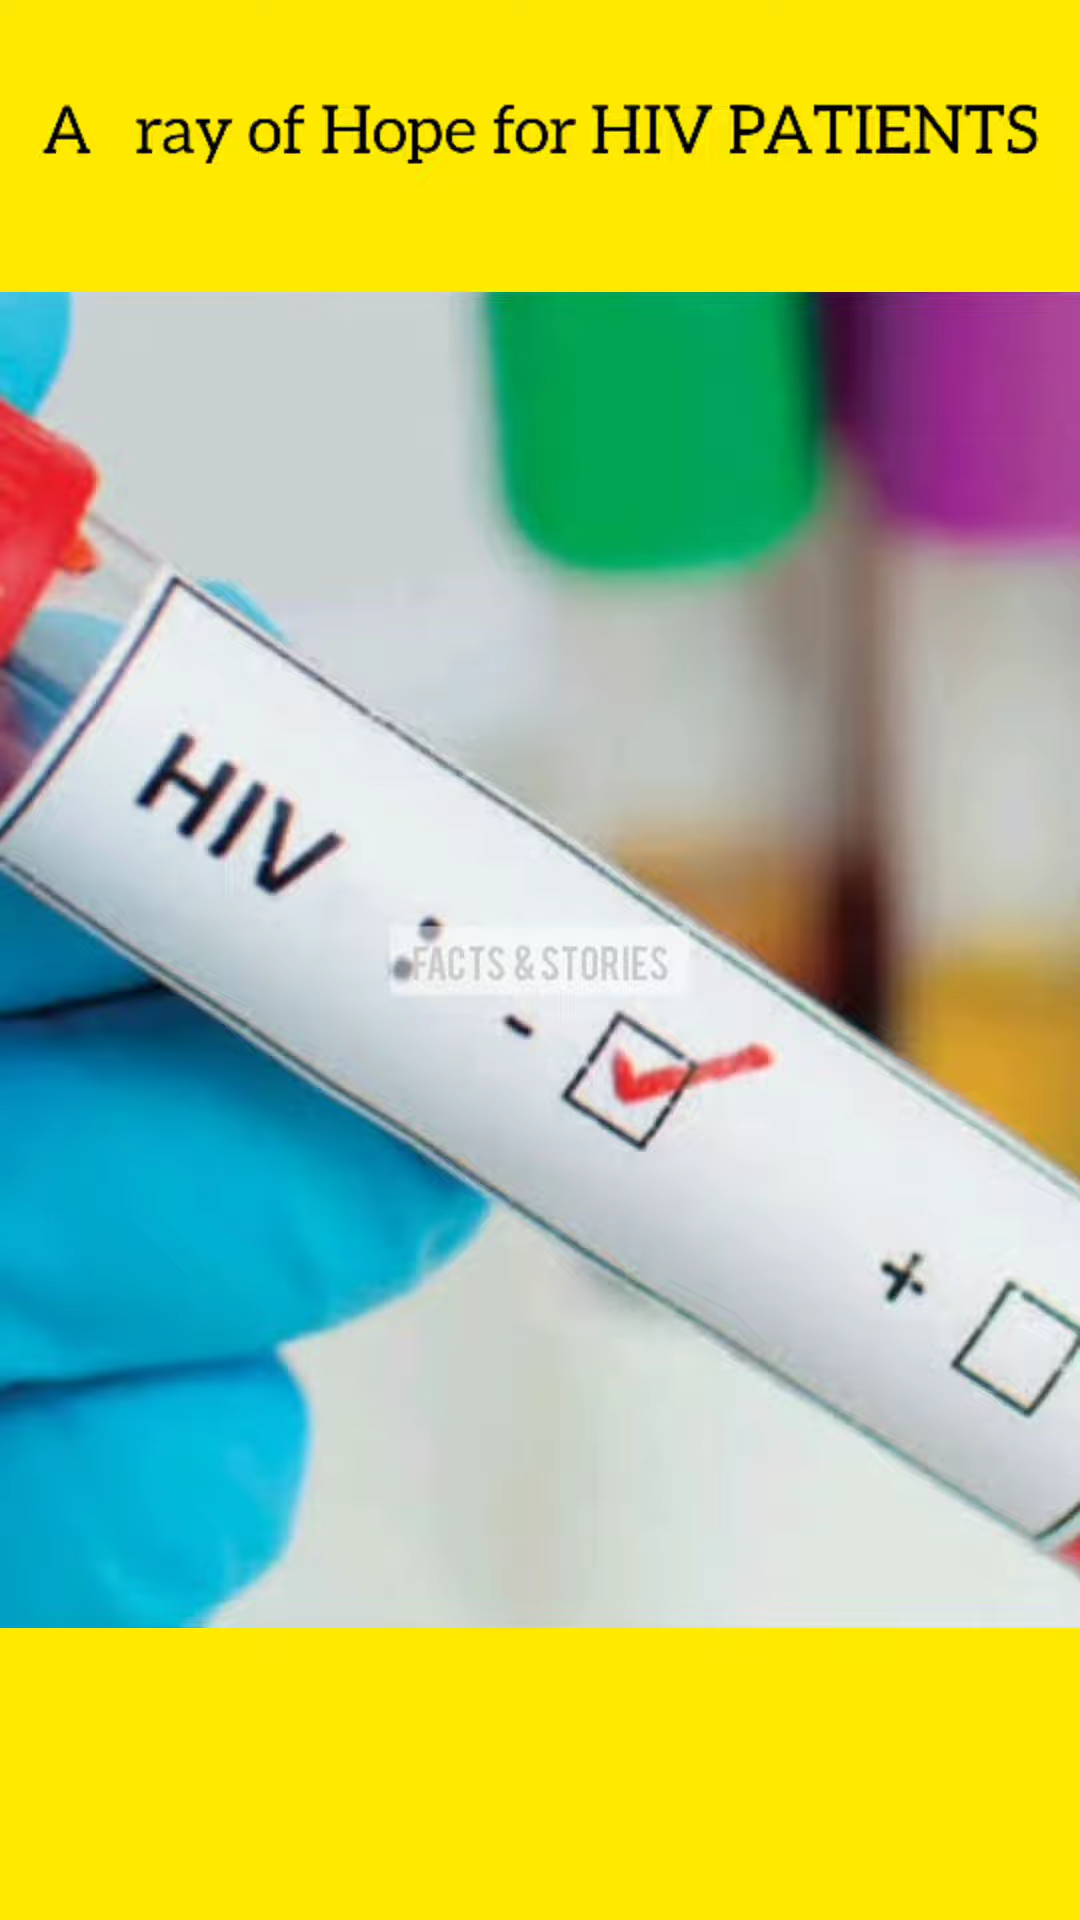 A ray of Hope for HIV PATIENTS
HIV :
FACTS & STORIES
- ✓
+